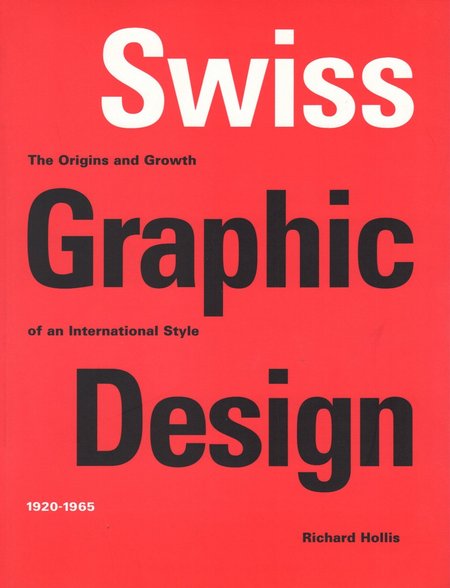 Swiss
The Origins and Growth
Graphic
of an International Style
Design
1920-1965
Richard Hollis